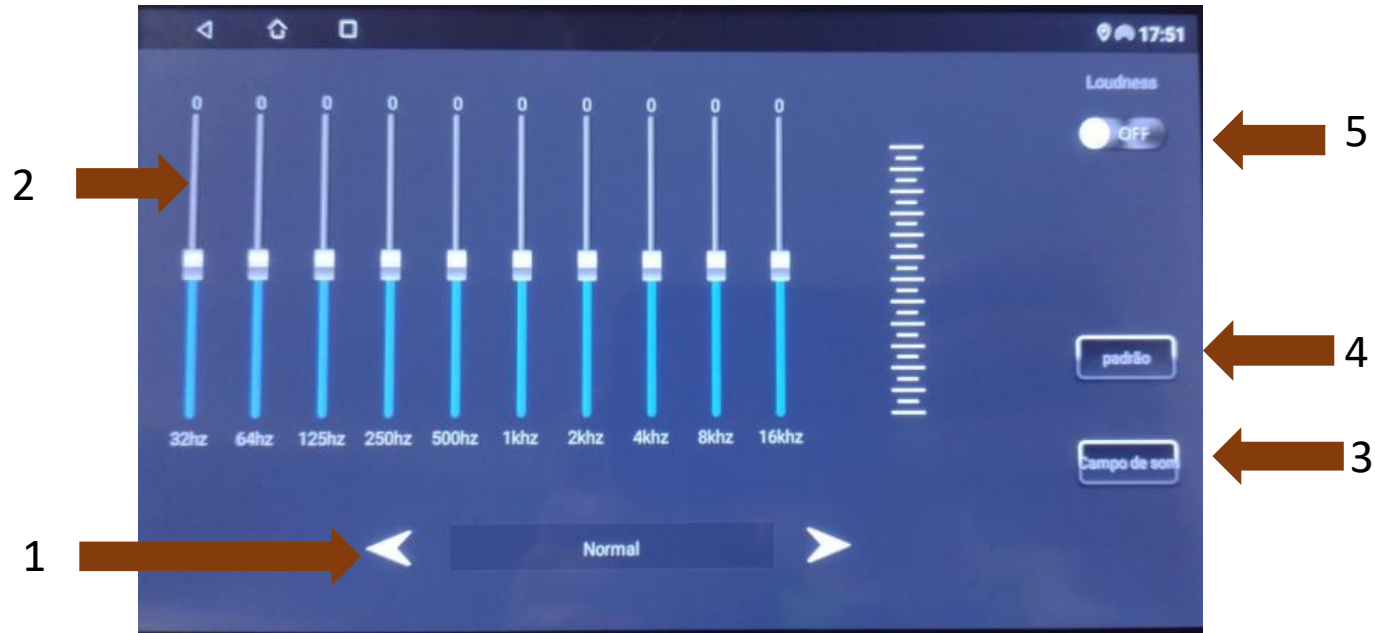 17:51
Loudness
0 0 0 0 0 0 0 0 0 0
OFF
5
2
padrão
4
32hz 64hz 125hz 250hz 500hz 1khz 2khz 4khz 8khz 16khz
Campo de som
3
Normal
1